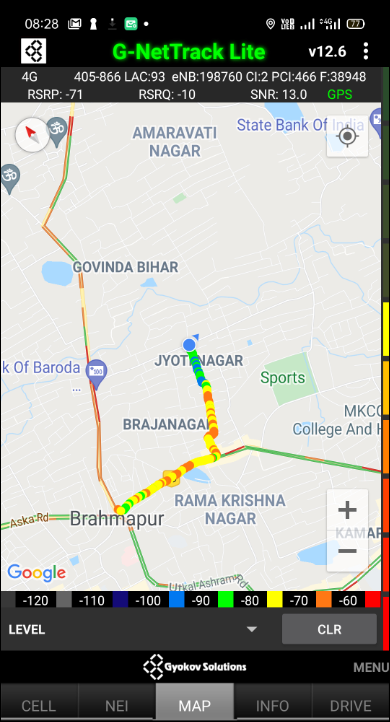 08:28 VoLTE 4G 77
G-NetTrack Lite v12.6
4G 405-866 LAC:93 eNB:198760 CI:2 PCI:466 F:38948
RSRP: -71 RSRQ: -10 SNR: 13.0 GPS
AMARAVATI
NAGAR
State Bank Of India
GOVINDA BIHAR
JYOTI NAGAR
k Of Baroda
...
Sports
BRAJANAGAR
MKCG
College And H
RAMA KRISHNA
NAGAR
+
Aska Rd
Brahmapur
KAMAR
−
Google
Utkal Ashram Rd
-120 -110 -100 -90 -80 -70 -60
LEVEL CLR
Gyokov Solutions MENU
CELL NEI MAP INFO DRIVE